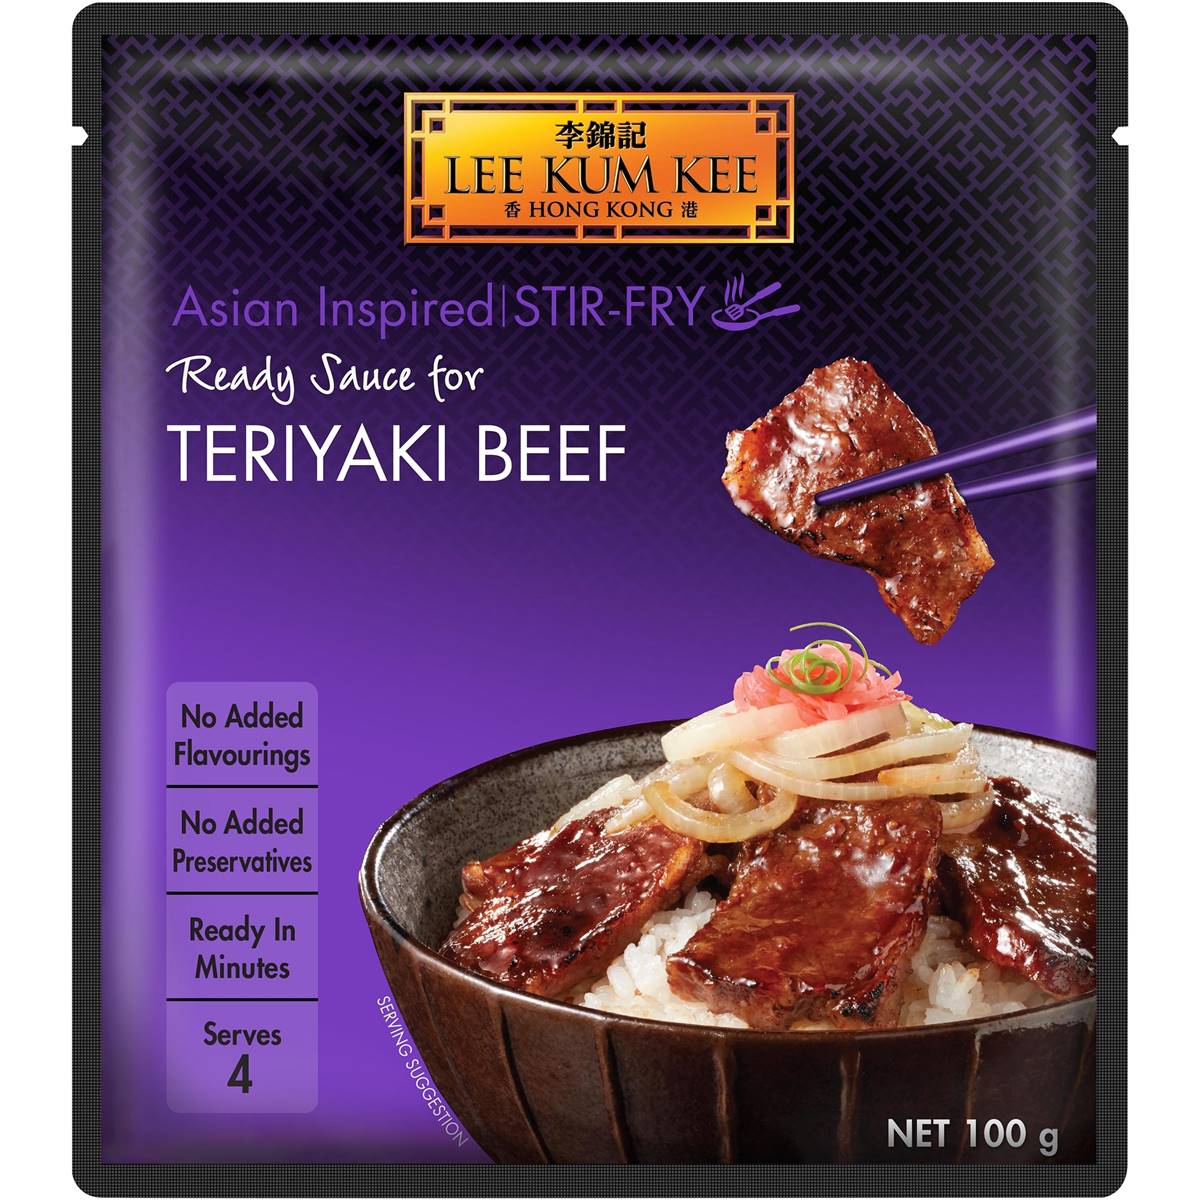 李錦記
LEE KUM KEE
香 HONG KONG 港
Asian Inspired|STIR-FRY
Ready Sauce for
TERIYAKI BEEF
No Added
Flavourings
No Added
Preservatives
Ready In
Minutes
Serves
4
SERVING SUGGESTION
NET 100 g